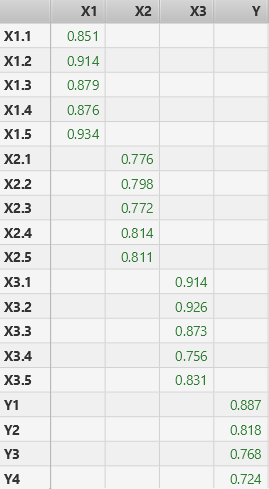 X1 X2 X3 Y
X1.1 0.851
X1.2 0.914
X1.3 0.879
X1.4 0.876
X1.5 0.934
X2.1 0.776
X2.2 0.798
X2.3 0.772
X2.4 0.814
X2.5 0.811
X3.1 0.914
X3.2 0.926
X3.3 0.873
X3.4 0.756
X3.5 0.831
Y1 0.887
Y2 0.818
Y3 0.768
Y4 0.724